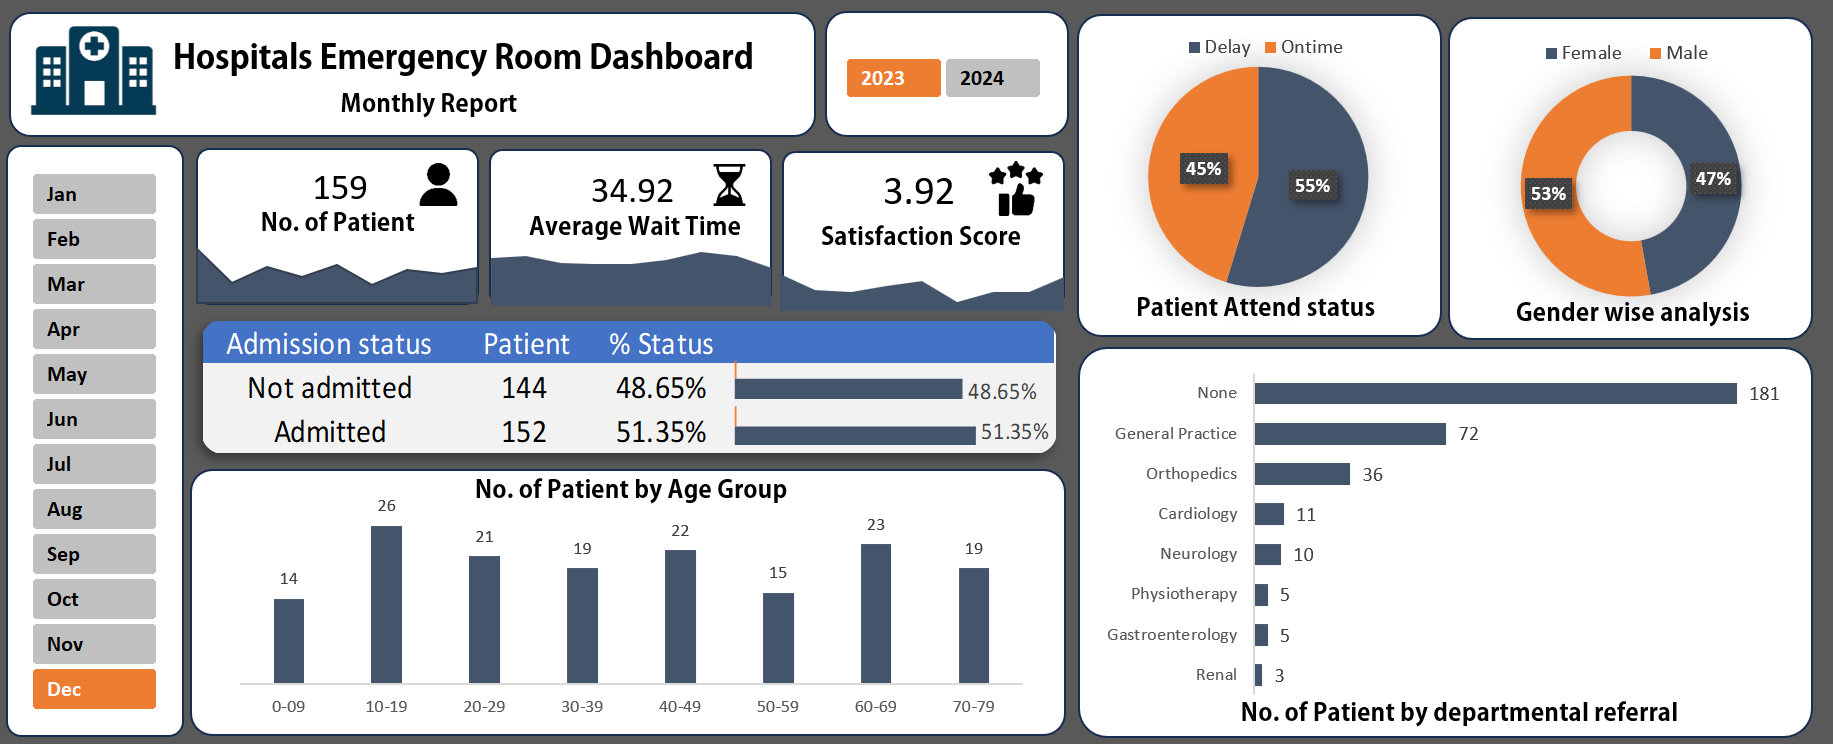 Hospitals Emergency Room Dashboard
Monthly Report
2023
2024
Jan
Feb
Mar
Apr
May
Jun
Jul
Aug
Sep
Oct
Nov
Dec
159
No. of Patient
34.92
Average Wait Time
3.92
Satisfaction Score
Admission status Patient % Status
Not admitted 144 48.65% 48.65%
Admitted 152 51.35% 51.35%
No. of Patient by Age Group
14 26 21 19 22 15 23 19
0-09 10-19 20-29 30-39 40-49 50-59 60-69 70-79
Delay Ontime
45% 55%
Patient Attend status
Female Male
53% 47%
Gender wise analysis
None 181
General Practice 72
Orthopedics 36
Cardiology 11
Neurology 10
Physiotherapy 5
Gastroenterology 5
Renal 3
No. of Patient by departmental referral